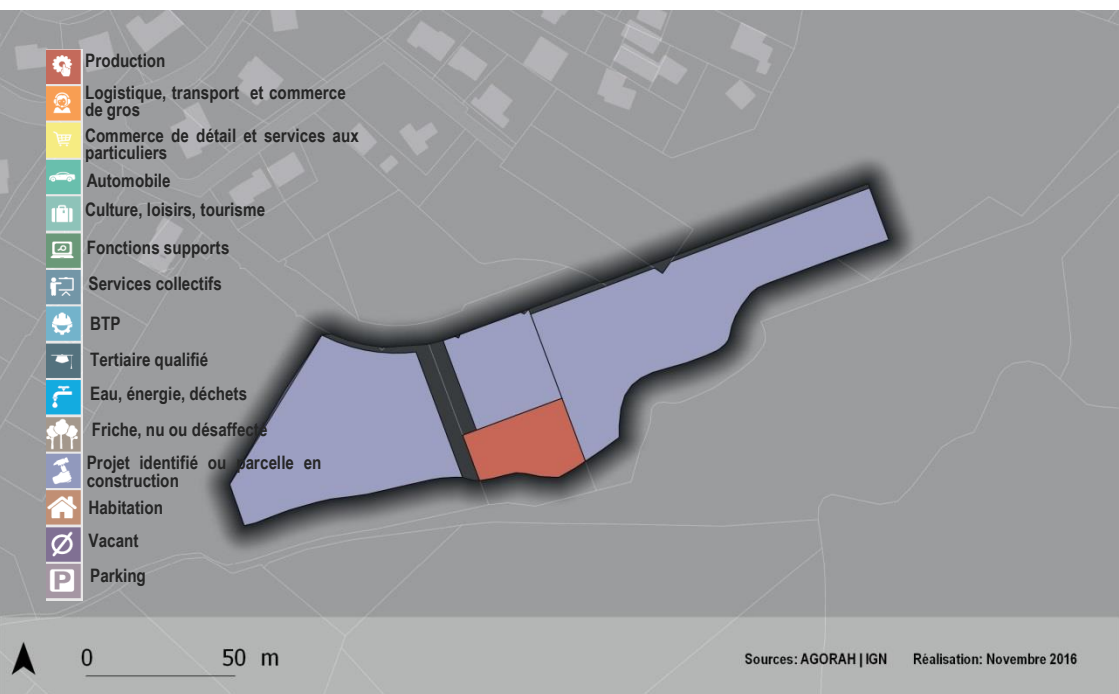 Production
Logistique, transport et commerce
de gros
Commerce de détail et services aux
particuliers
Automobile
Culture, loisirs, tourisme
Fonctions supports
Services collectifs
BTP
Tertiaire qualifié
Eau, énergie, déchets
Friche, nu ou désaffecté
Projet identifié ou parcelle en
construction
Habitation
Vacant
P Parking
0 50 m
Sources: AGORAH | IGN Réalisation: Novembre 2016